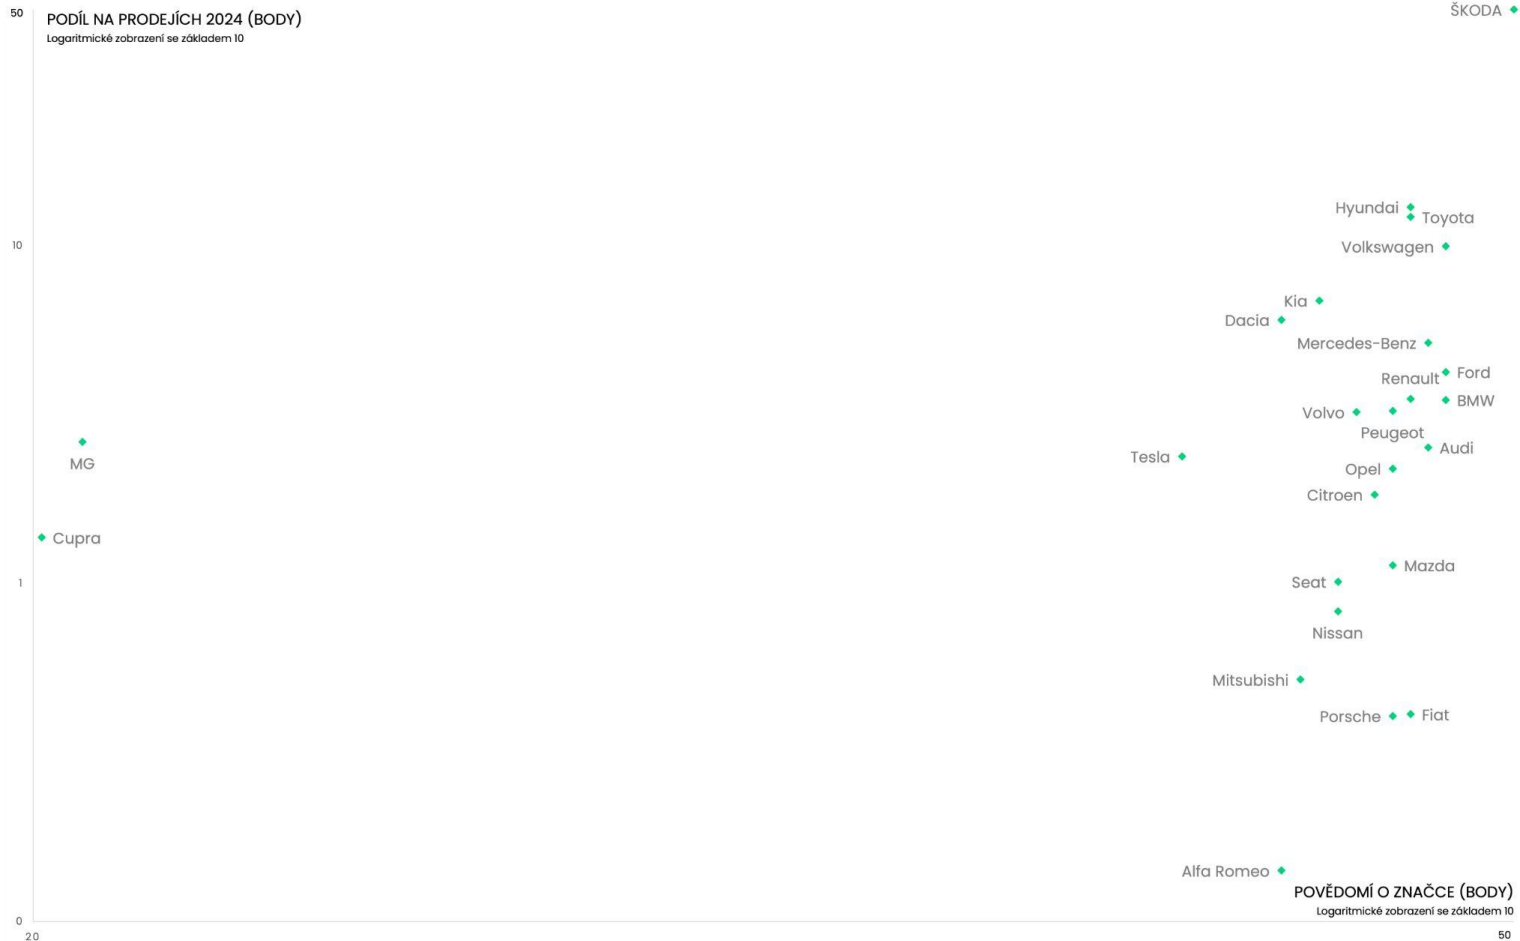 50
PODÍL NA PRODEJÍCH 2024 (BODY)
ŠKODA
Logaritmické zobrazení se základem 10
Hyundai
Toyota
10
Volkswagen
Kia
Dacia
Mercedes-Benz
Ford
Renault
BMW
Volvo
Peugeot
Audi
Tesla
MG
Opel
Citroen
Cupra
Mazda
1
Seat
Nissan
Mitsubishi
Porsche
Fiat
Alfa Romeo
POVĚDOMÍ O ZNAČCE (BODY)
Logaritmické zobrazení se základem 10
0
20
50